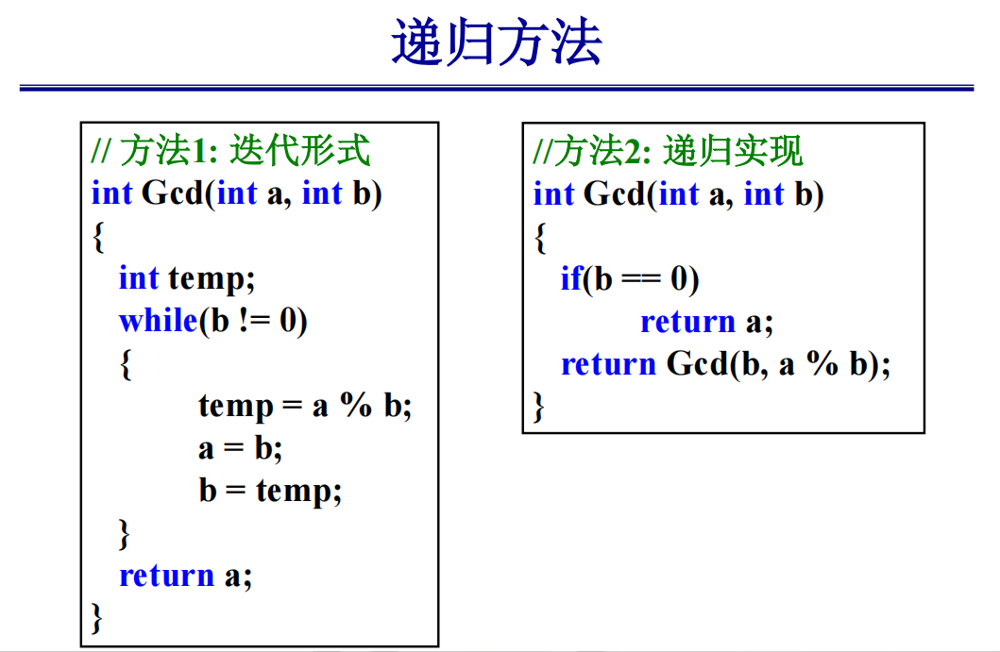 递归方法
// 方法1: 迭代形式
int Gcd(int a, int b)
{
int temp;
while(b != 0)
{
temp = a % b;
a = b;
b = temp;
}
return a;
}
//方法2: 递归实现
int Gcd(int a, int b)
{
if(b == 0)
return a;
return Gcd(b, a % b);
}